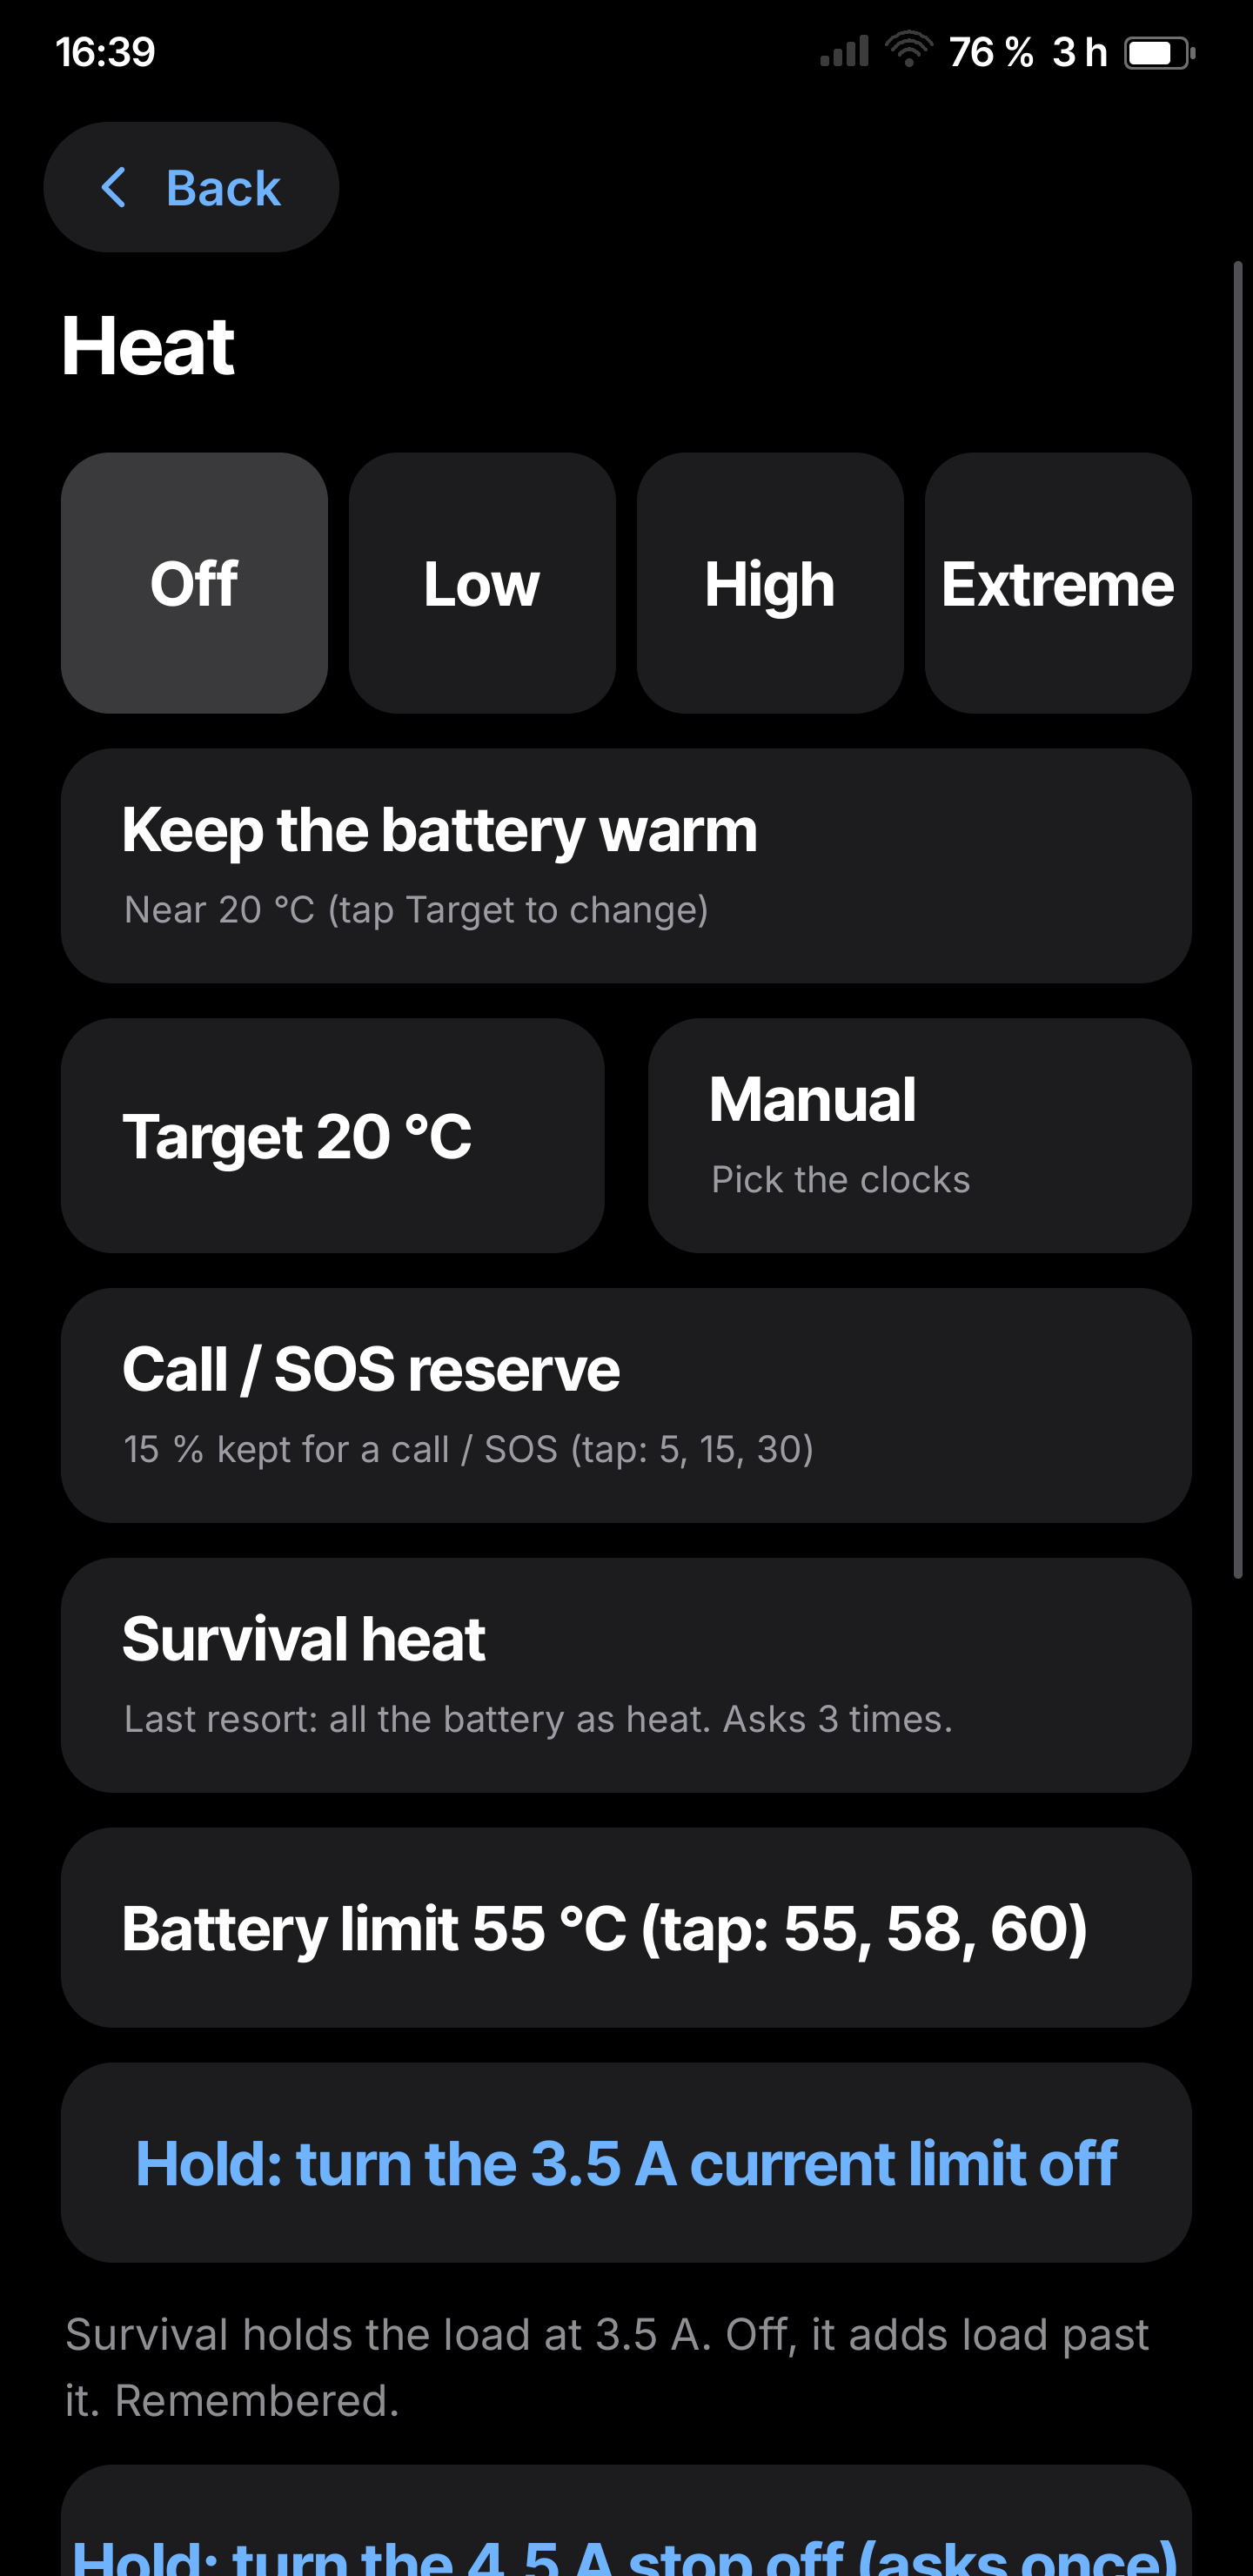 16:39
76 % 3 h
Back
Heat
Off
Low
High
Extreme
Keep the battery warm
Near 20 °C (tap Target to change)
Target 20 °C
Manual
Pick the clocks
Call / SOS reserve
15 % kept for a call / SOS (tap: 5, 15, 30)
Survival heat
Last resort: all the battery as heat. Asks 3 times.
Battery limit 55 °C (tap: 55, 58, 60)
Hold: turn the 3.5 A current limit off
Survival holds the load at 3.5 A. Off, it adds load past
it. Remembered.
Hold: turn the 4.5 A stop off (asks once)